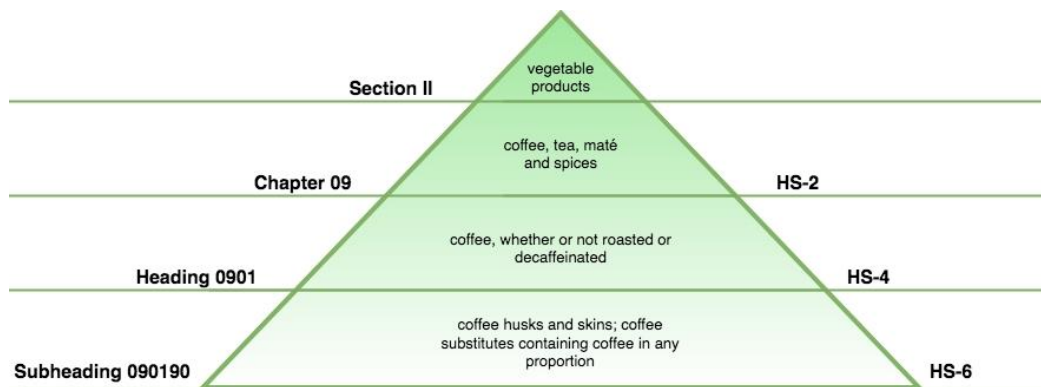 vegetable
products
Section II
coffee, tea, maté
and spices
Chapter 09
HS-2
coffee, whether or not roasted or
decaffeinated
Heading 0901
HS-4
coffee husks and skins; coffee
substitutes containing coffee in any
proportion
Subheading 090190
HS-6